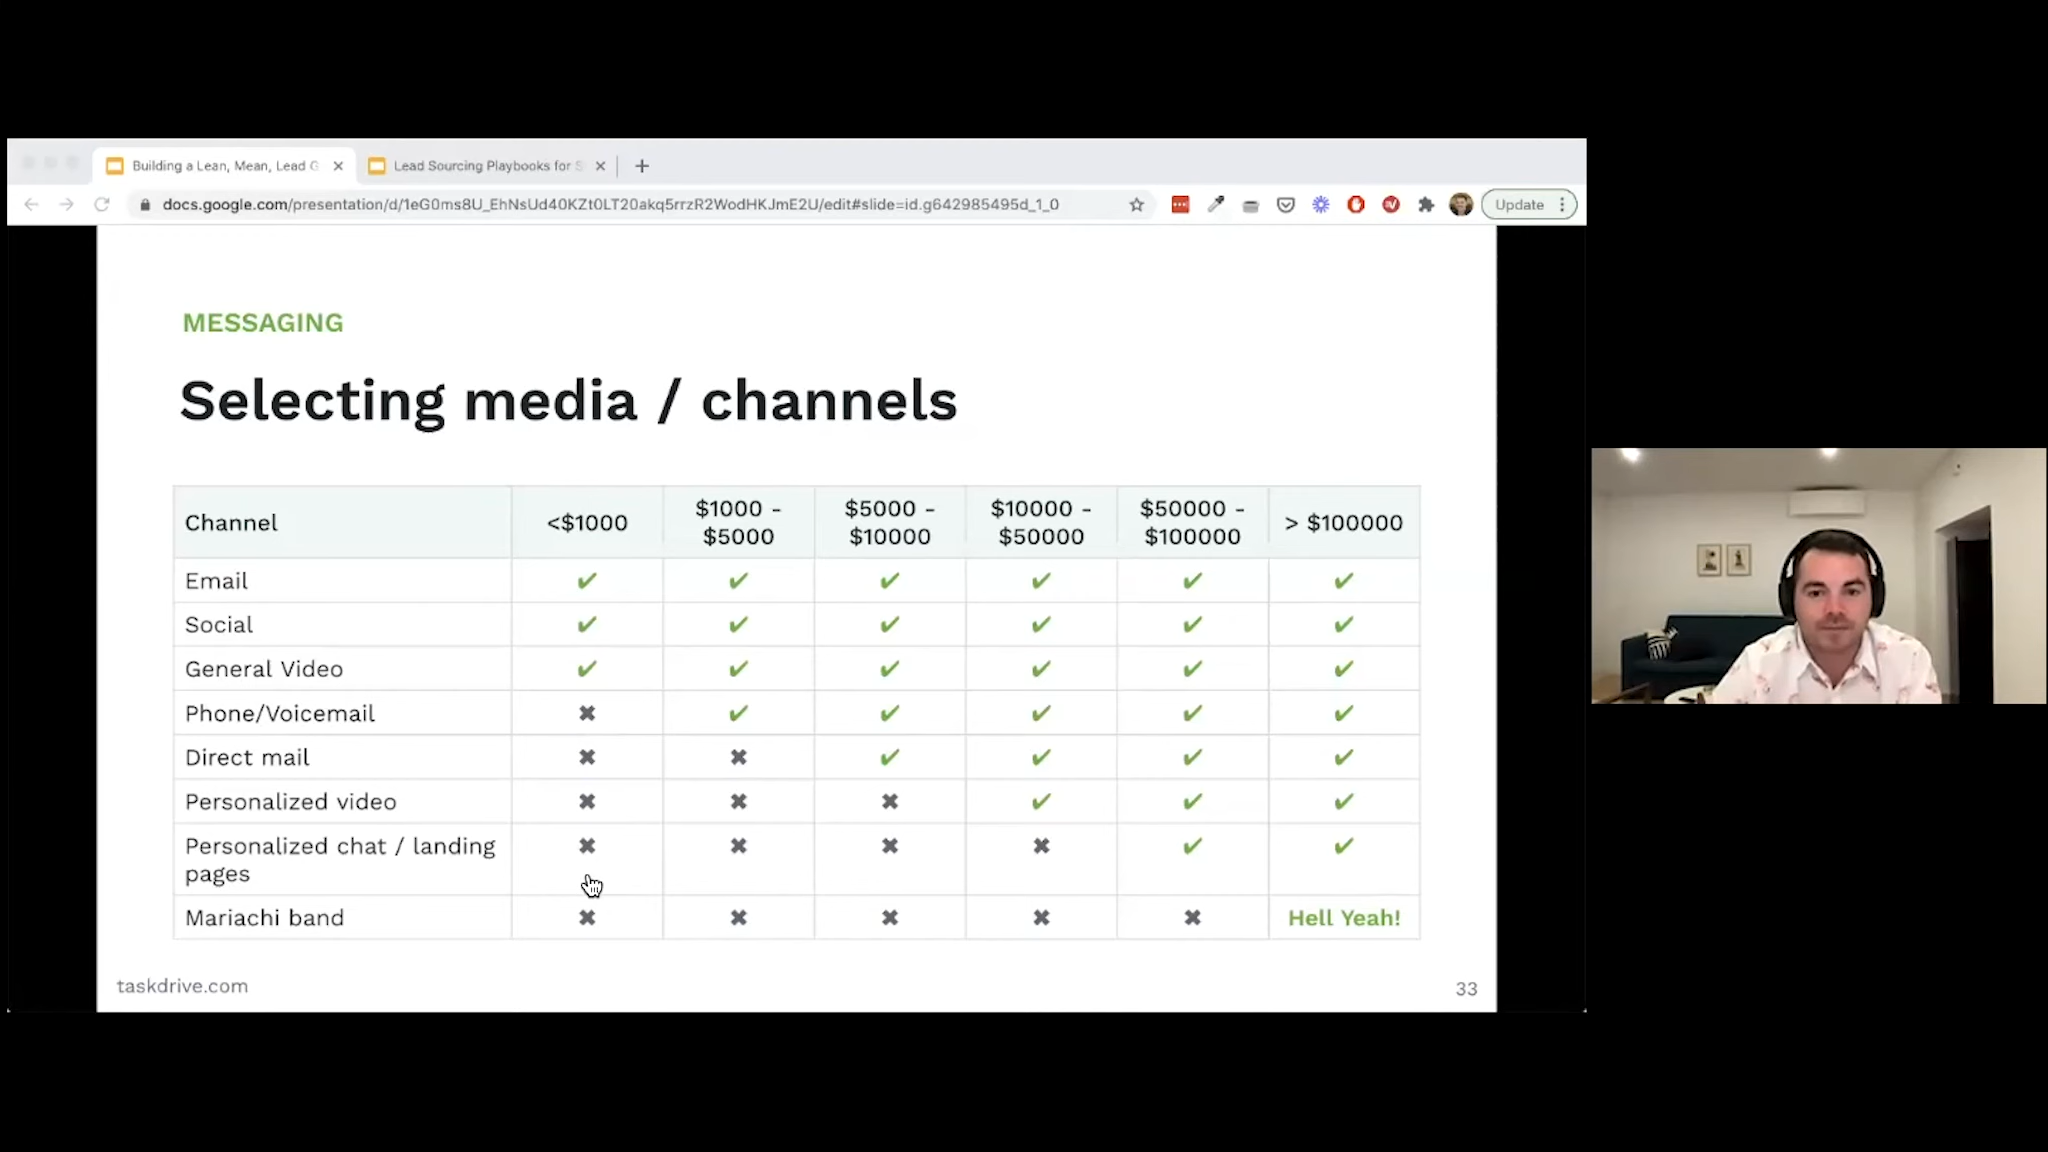 Building a Lean, Mean, Lead G
Lead Sourcing Playbooks for S
docs.google.com/presentation/d/1eG0ms8U_EhNsUd40KZt0LT20akq5rrzR2WodHKJmE2U/edit#slide=id.g642985495d_1_0
Update
MESSAGING
Selecting media / channels
Channel <$1000 $1000 - $5000 $5000 - $10000 $10000 - $50000 $50000 - $100000 > $100000
Email ✔ ✔ ✔ ✔ ✔ ✔
Social ✔ ✔ ✔ ✔ ✔ ✔
General Video ✔ ✔ ✔ ✔ ✔ ✔
Phone/Voicemail ✖ ✔ ✔ ✔ ✔ ✔
Direct mail ✖ ✖ ✔ ✔ ✔ ✔
Personalized video ✖ ✖ ✖ ✔ ✔ ✔
Personalized chat / landing
pages ✖ ✖ ✖ ✖ ✔ ✔
Mariachi band ✖ ✖ ✖ ✖ ✖ Hell Yeah!
taskdrive.com
33